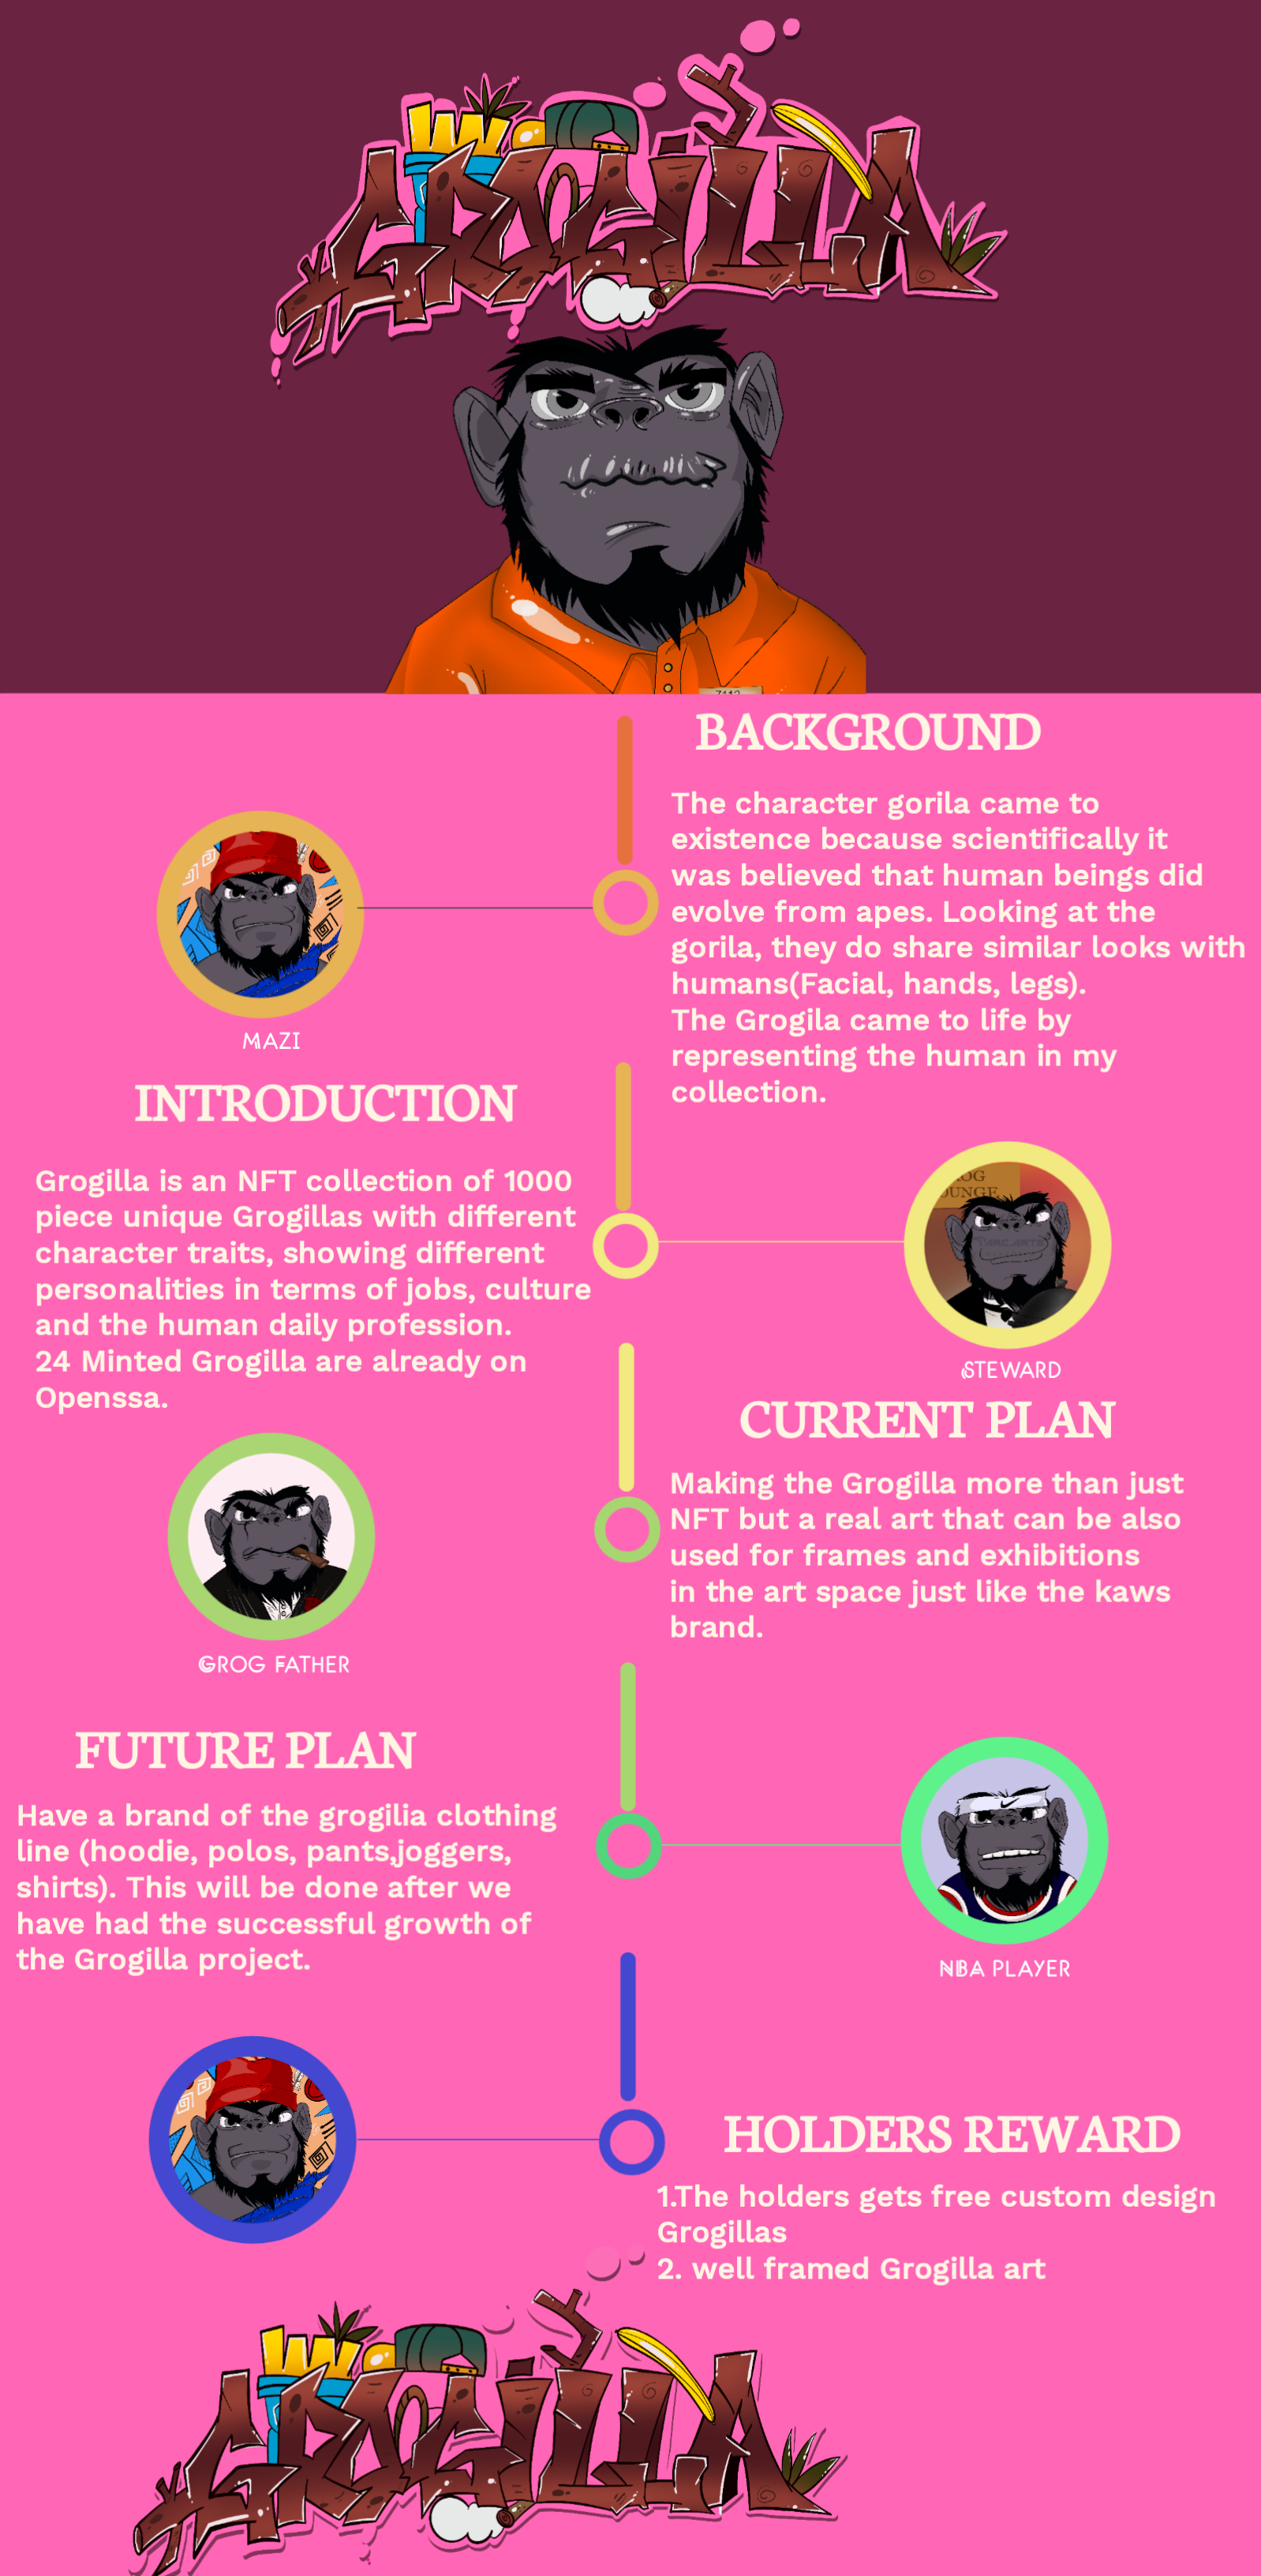 GROGILLA
BACKGROUND
The character gorila came to
existence because scientifically it
was believed that human beings did
evolve from apes. Looking at the
gorila, they do share similar looks with
humans(Facial, hands, legs).
The Grogila came to life by
representing the human in my
collection.
MAZI
INTRODUCTION
Grogilla is an NFT collection of 1000
piece unique Grogillas with different
character traits, showing different
personalities in terms of jobs, culture
and the human daily profession.
24 Minted Grogilla are already on
Openssa.
STEWARD
CURRENT PLAN
Making the Grogilla more than just
NFT but a real art that can be also
used for frames and exhibitions
in the art space just like the kaws
brand.
GROG FATHER
FUTURE PLAN
Have a brand of the grogilia clothing
line (hoodie, polos, pants,joggers,
shirts). This will be done after we
have had the successful growth of
the Grogilla project.
NBA PLAYER
HOLDERS REWARD
1.The holders gets free custom design
Grogillas
2. well framed Grogilla art
GROGILLA